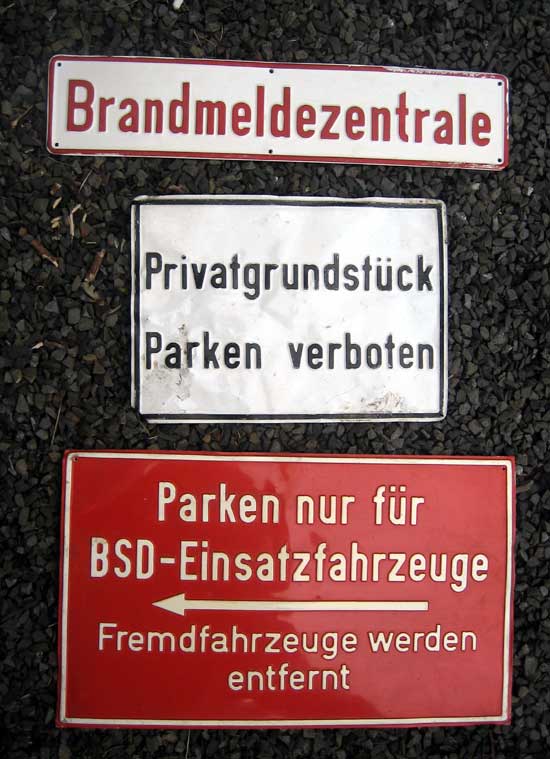 Brandmeldezentrale
Privatgrundstück
Parken verboten
Parken nur für
BSD-Einsatzfahrzeuge
Fremdfahrzeuge werden
entfernt